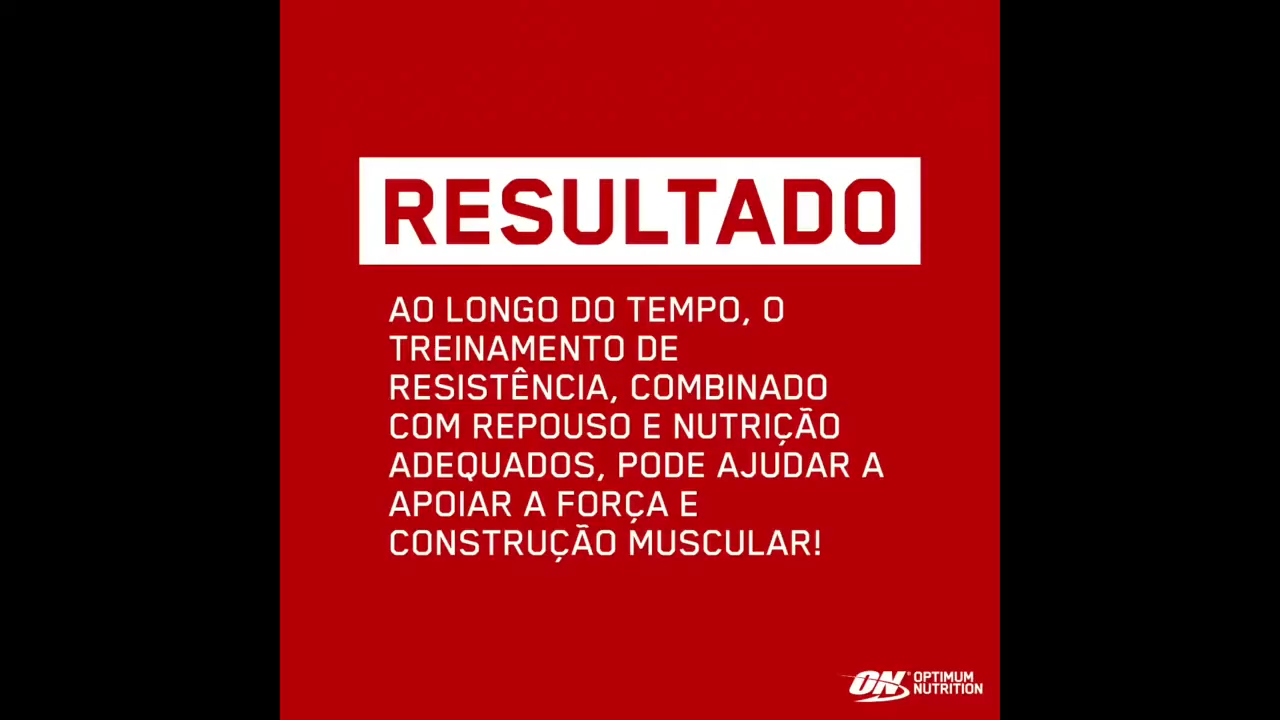 RESULTADO
AO LONGO DO TEMPO, O
TREINAMENTO DE
RESISTÊNCIA, COMBINADO
COM REPOUSO E NUTRIÇÃO
ADEQUADOS, PODE AJUDAR A
APOIAR A FORÇA E
CONSTRUÇÃO MUSCULAR!
ON® OPTIMUM
NUTRITION